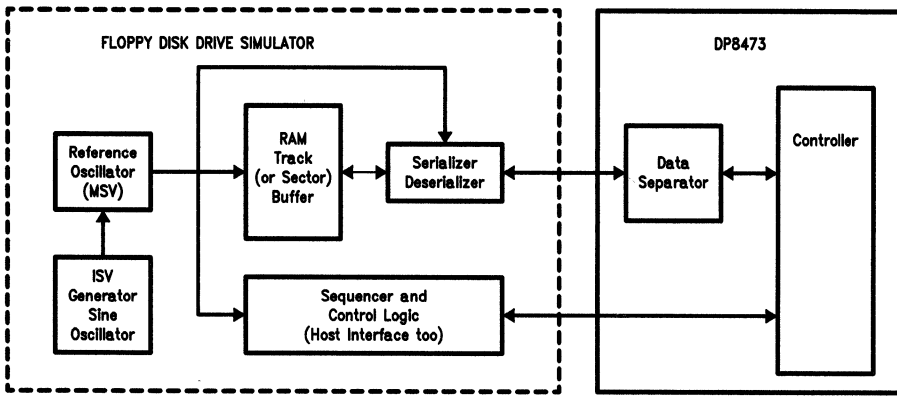 FLOPPY DISK DRIVE SIMULATOR
DP8473
Reference
Oscillator
(MSV)
RAM
Track
(or Sector)
Buffer
Serializer
Deserializer
Data
Separator
Controller
ISV
Generator
Sine
Oscillator
Sequencer and
Control Logic
(Host Interface too)